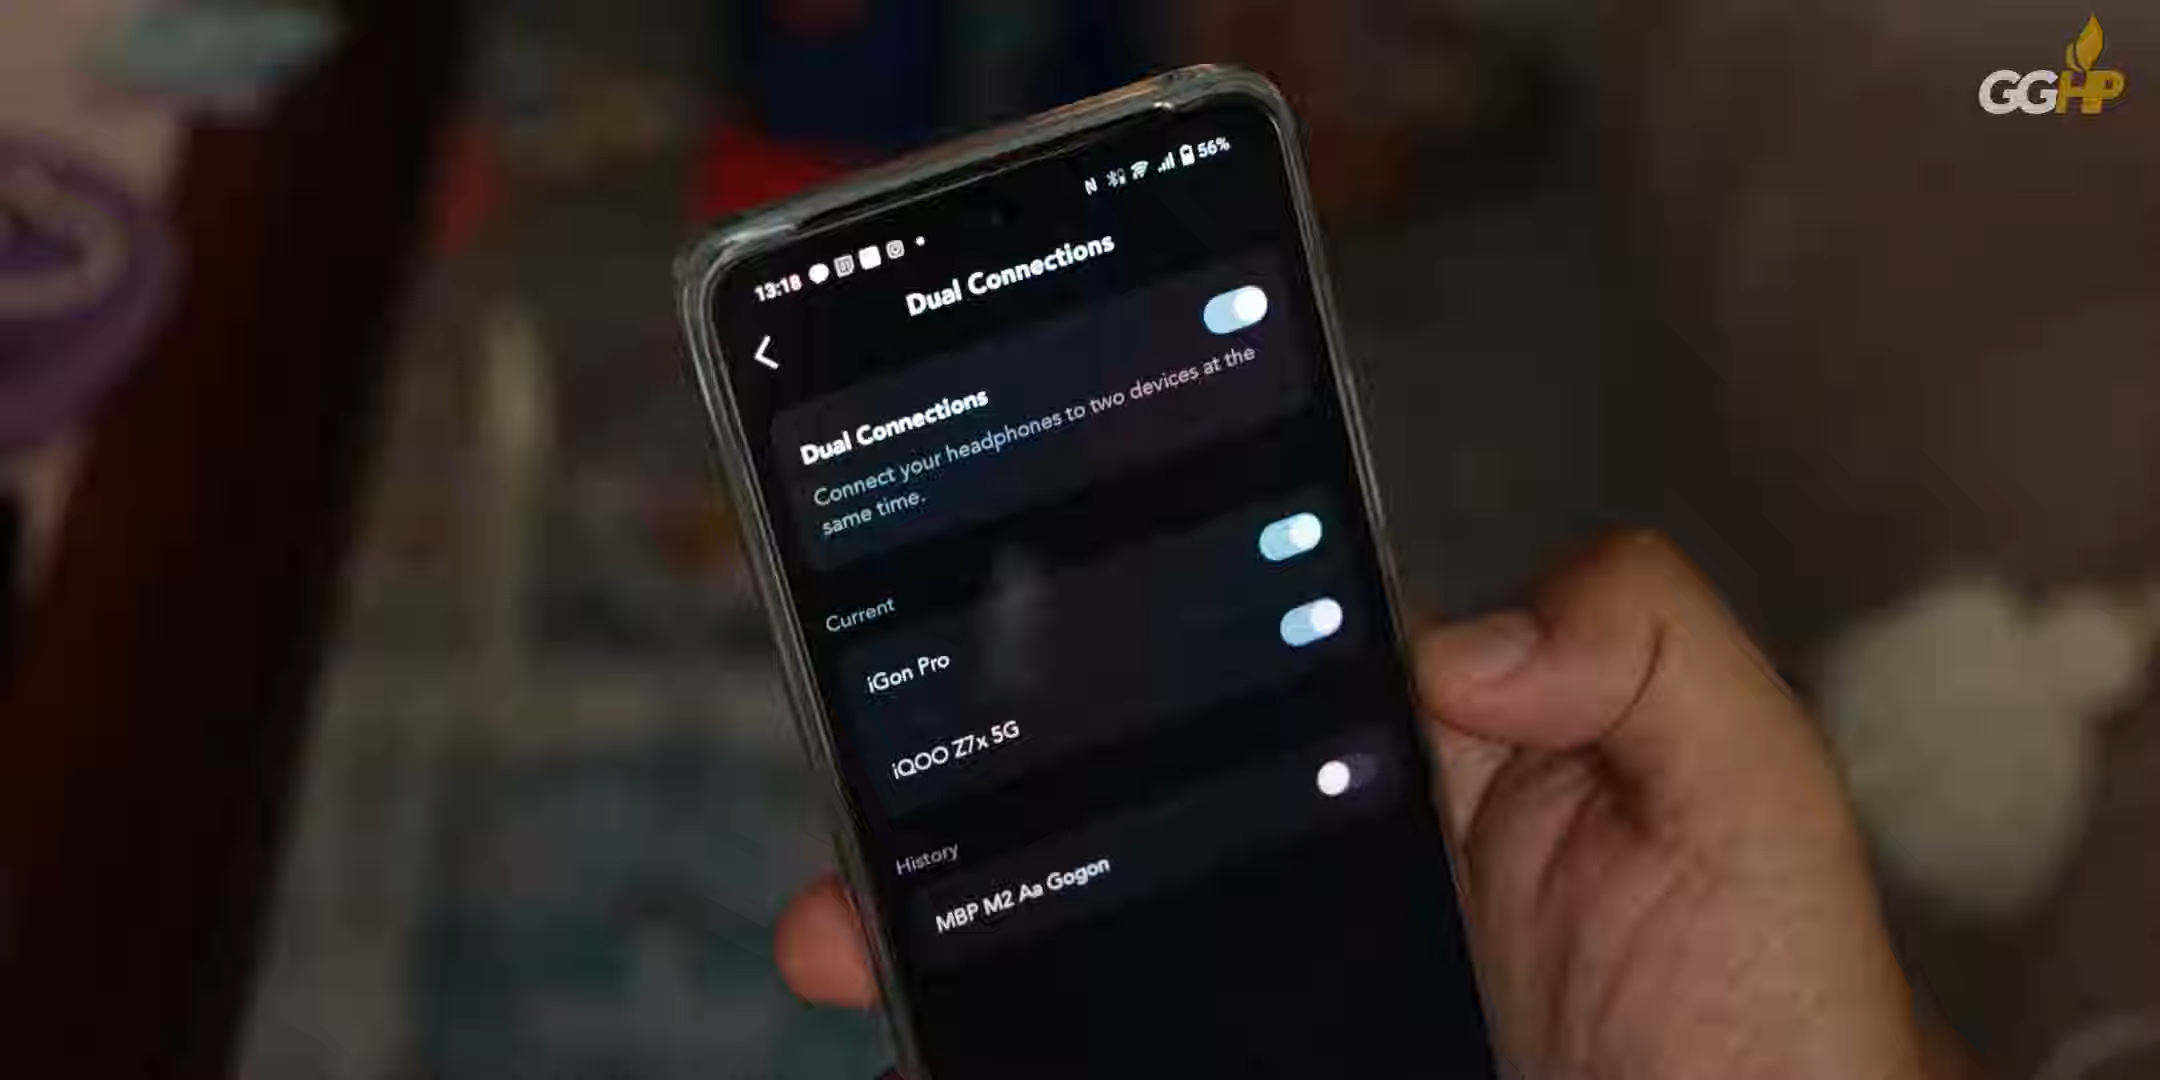 GGHP
13:18
56%
Dual Connections
Dual Connections
Connect your headphones to two devices at the
same time.
Current
iGon Pro
iQOO Z7x 5G
History
MBP M2 Aa Gogon